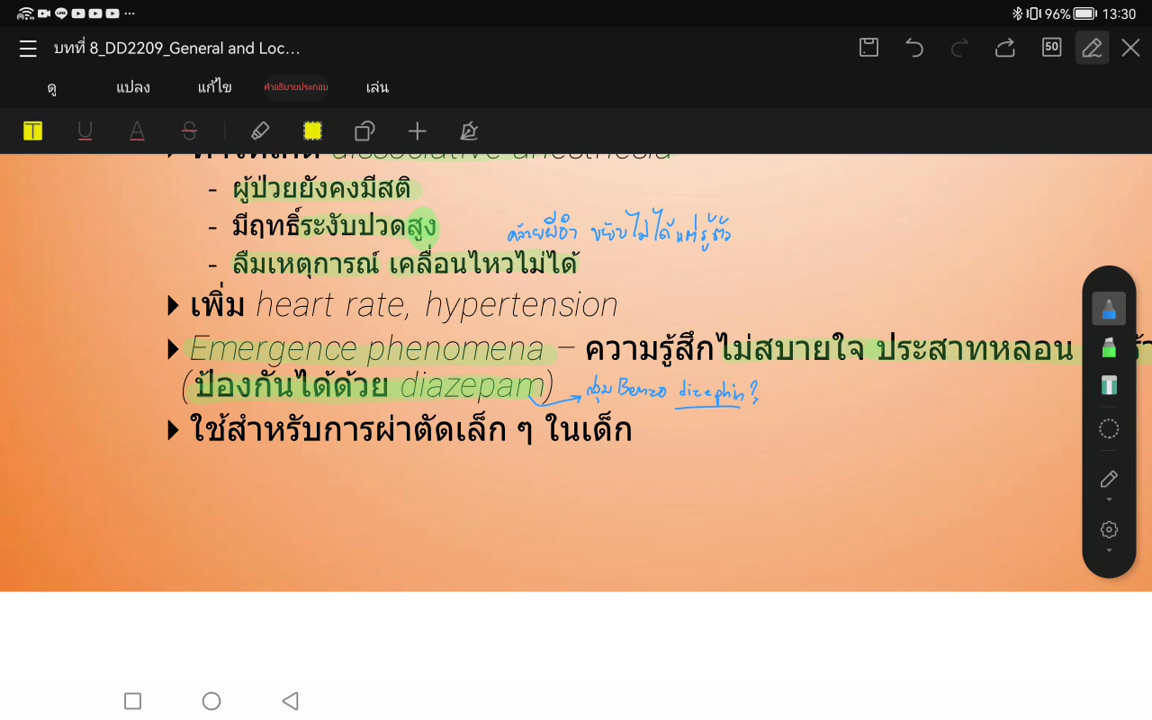 96% 13:30
บทที่ 8_DD2209_General and Loc...
50
ดู แปลง แก้ไข คำอธิบายประกอบ เล่น
dissociative anesthesia
- ผู้ป่วยยังคงมีสติ
- มีฤทธิ์ระงับปวดสูง
คล้ายผีอำ ขยับไม่ได้แต่รู้ตัว
- ลืมเหตุการณ์ เคลื่อนไหวไม่ได้
เพิ่ม heart rate, hypertension
Emergence phenomena – ความรู้สึกไม่สบายใจ ประสาทหลอน
(ป้องกันได้ด้วย diazepam)
กลุ่ม Benzo dizephin?
ใช้สำหรับการผ่าตัดเล็ก ๆ ในเด็ก